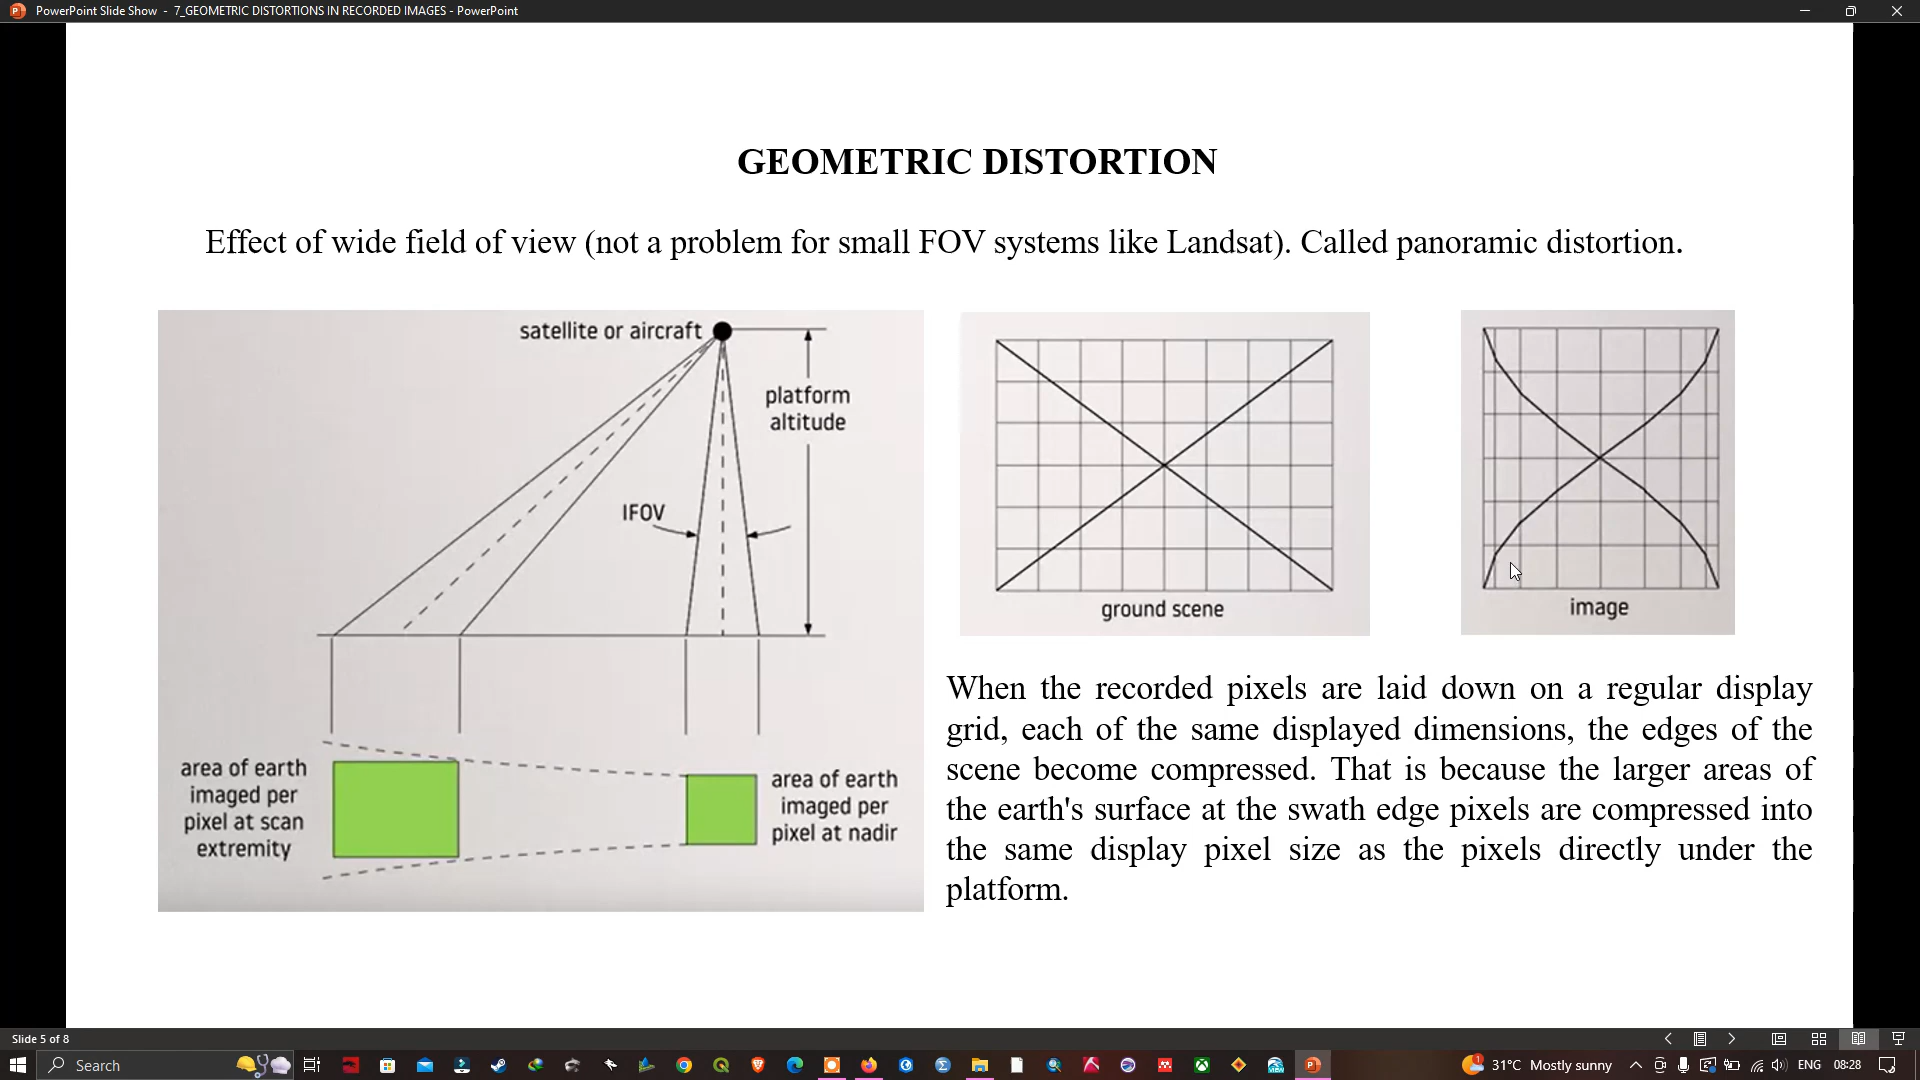 PowerPoint Slide Show - 7_GEOMETRIC DISTORTIONS IN RECORDED IMAGES - PowerPoint
GEOMETRIC DISTORTION
Effect of wide field of view (not a problem for small FOV systems like Landsat). Called panoramic distortion.
satellite or aircraft
platform
altitude
IFOV
area of earth
imaged per
pixel at scan
extremity
area of earth
imaged per
pixel at nadir
ground scene
image
When the recorded pixels are laid down on a regular display
grid, each of the same displayed dimensions, the edges of the
scene become compressed. That is because the larger areas of
the earth's surface at the swath edge pixels are compressed into
the same display pixel size as the pixels directly under the
platform.
Slide 5 of 8
Search
1
31°C Mostly sunny
ENG
08:28